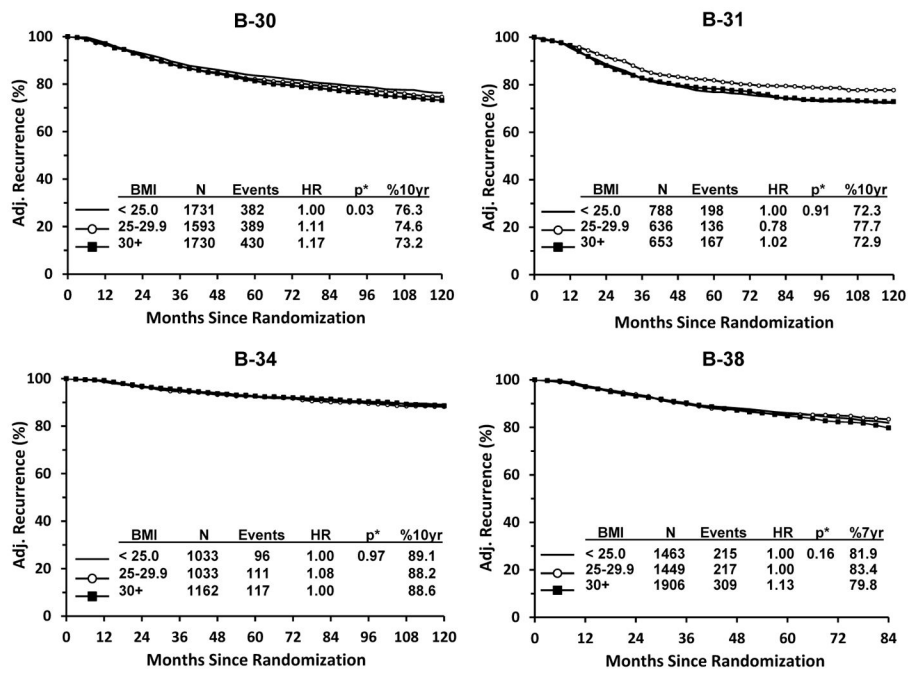 B-30
Adj. Recurrence (%)
100
80
60
40
20
0
BMI N Events HR p* %10yr
< 25.0 1731 382 1.00 0.03 76.3
25-29.9 1593 389 1.11 74.6
30+ 1730 430 1.17 73.2
0 12 24 36 48 60 72 84 96 108 120
Months Since Randomization
B-31
Adj. Recurrence (%)
100
80
60
40
20
0
BMI N Events HR p* %10yr
< 25.0 788 198 1.00 0.91 72.3
25-29.9 636 136 0.78 77.7
30+ 653 167 1.02 72.9
0 12 24 36 48 60 72 84 96 108 120
Months Since Randomization
B-34
Adj. Recurrence (%)
100
80
60
40
20
0
BMI N Events HR p* %10yr
< 25.0 1033 96 1.00 0.97 89.1
25-29.9 1033 111 1.08 88.2
30+ 1162 117 1.00 88.6
0 12 24 36 48 60 72 84 96 108 120
Months Since Randomization
B-38
Adj. Recurrence (%)
100
80
60
40
20
0
BMI N Events HR p* %7yr
< 25.0 1463 215 1.00 0.16 81.9
25-29.9 1449 217 1.00 83.4
30+ 1906 309 1.13 79.8
0 12 24 36 48 60 72 84
Months Since Randomization